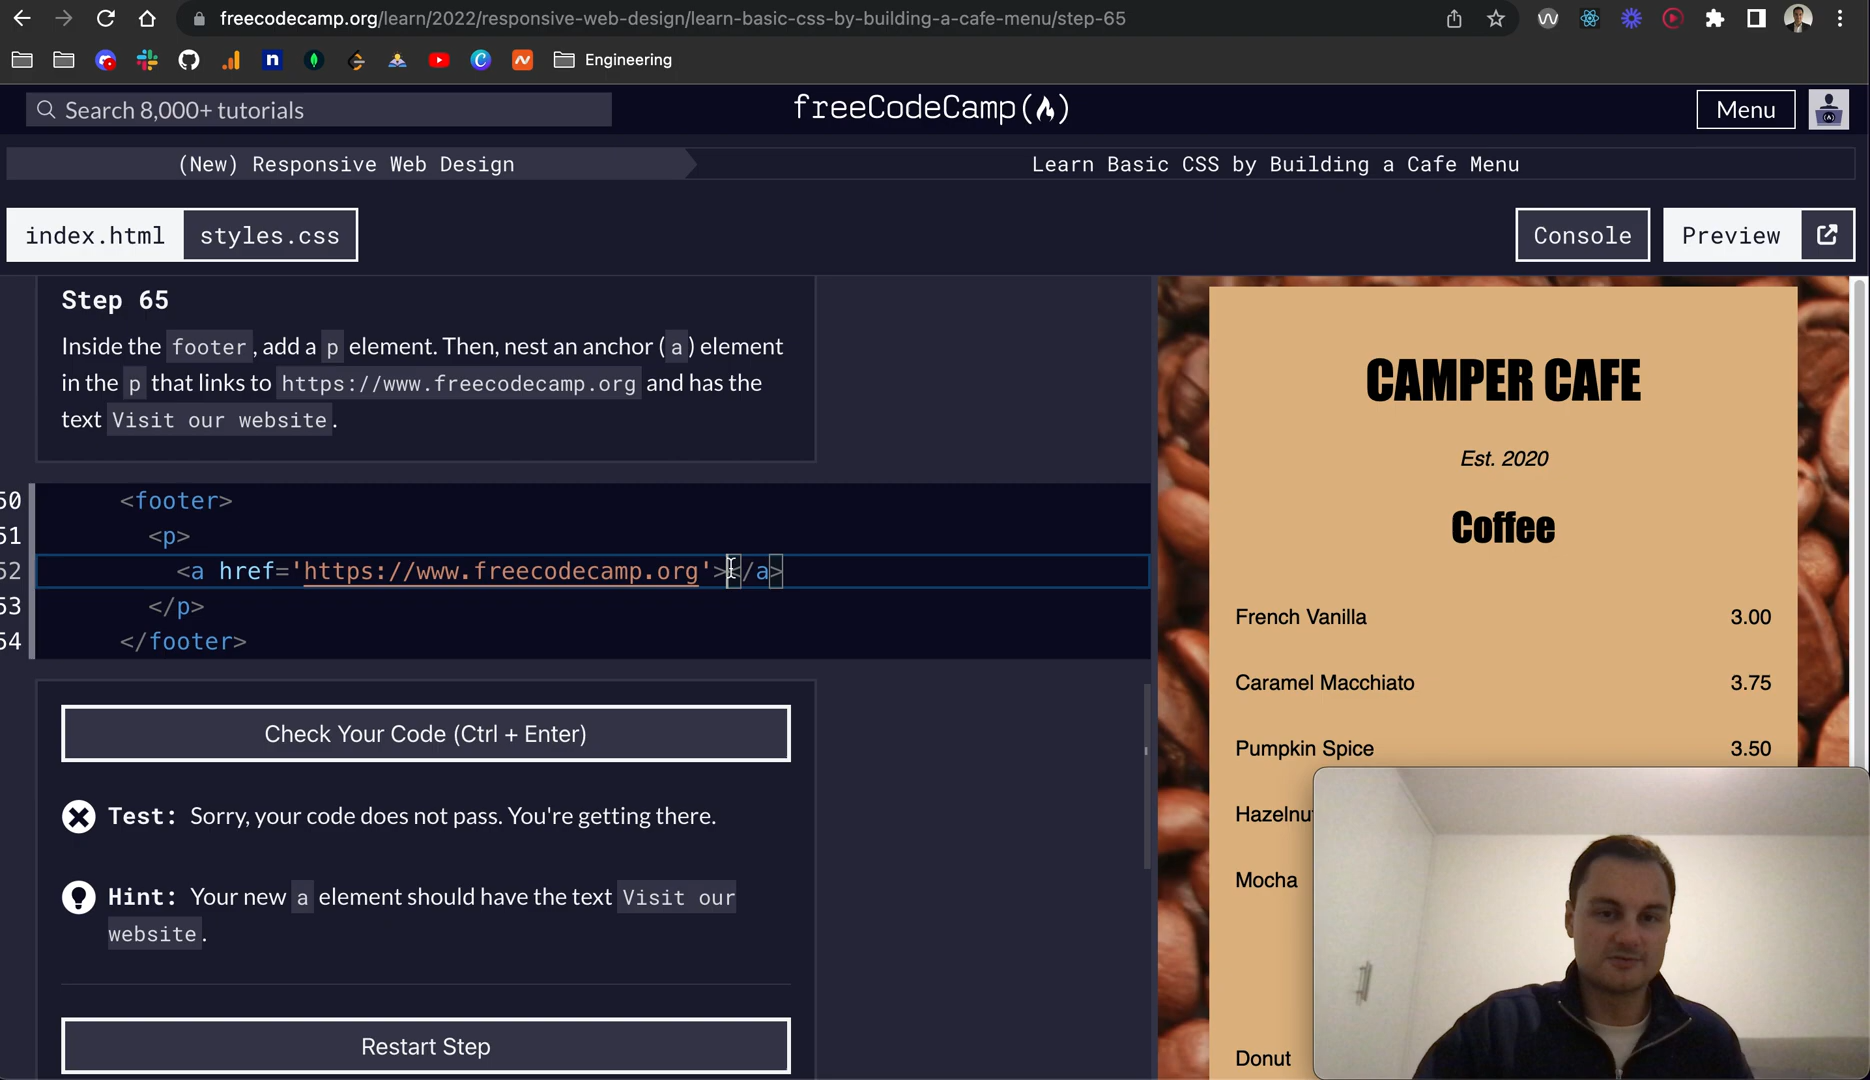 freecodecamp.org/learn/2022/responsive-web-design/learn-basic-css-by-building-a-cafe-menu/step-65
Engineering
Search 8,000+ tutorials
freeCodeCamp
Menu
(New) Responsive Web Design
Learn Basic CSS by Building a Cafe Menu
index.html
styles.css
Console
Preview
Step 65
Inside the footer, add a p element. Then, nest an anchor (a) element
in the p that links to https://www.freecodecamp.org and has the
text Visit our website.
50 <footer>
51 <p>
52 <a href='https://www.freecodecamp.org'></a>
53 </p>
54 </footer>
Check Your Code (Ctrl + Enter)
Test: Sorry, your code does not pass. You're getting there.
Hint: Your new a element should have the text Visit our
website.
Restart Step
CAMPER CAFE
Est. 2020
Coffee
French Vanilla 3.00
Caramel Macchiato 3.75
Pumpkin Spice 3.50
Hazelnu
Mocha
Donut